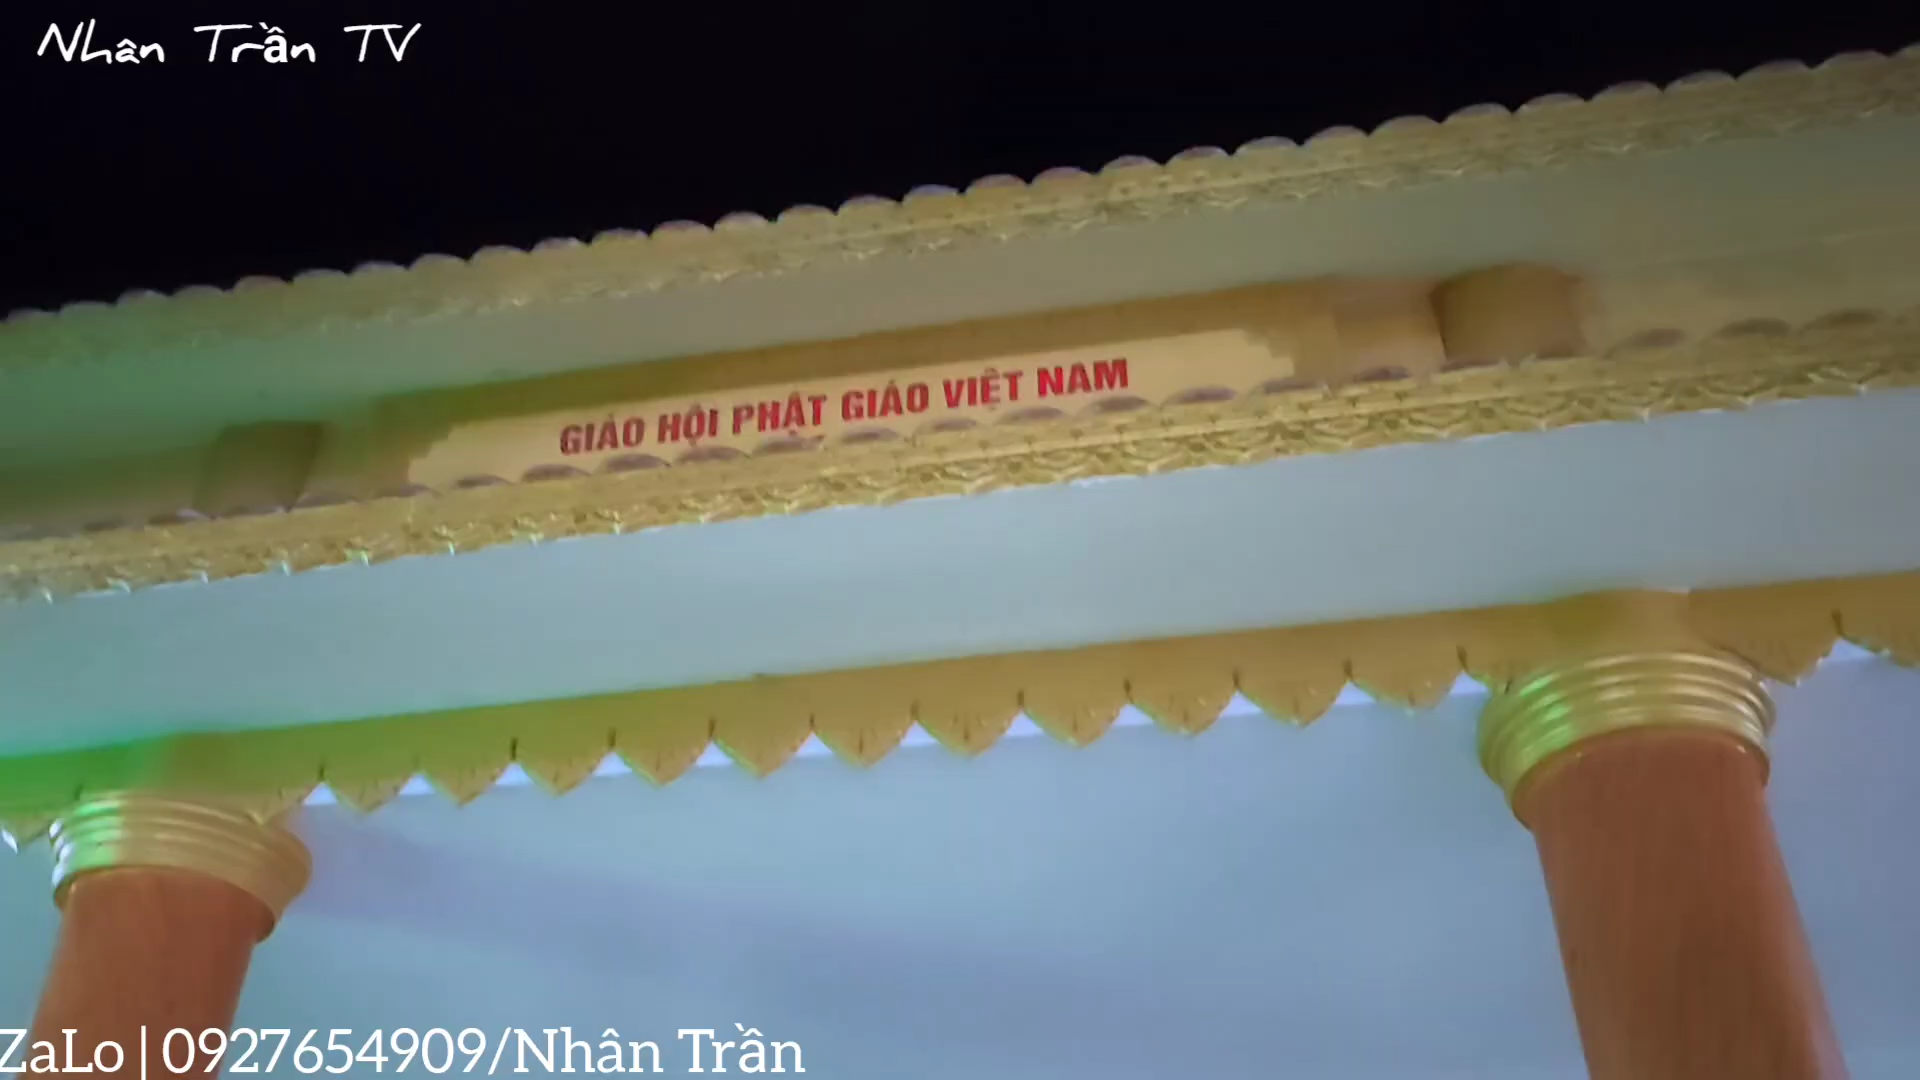 Nhân Trần TV
GIÁO HỘI PHẬT GIÁO VIỆT NAM
ZaLo | 0927654909/Nhân Trần